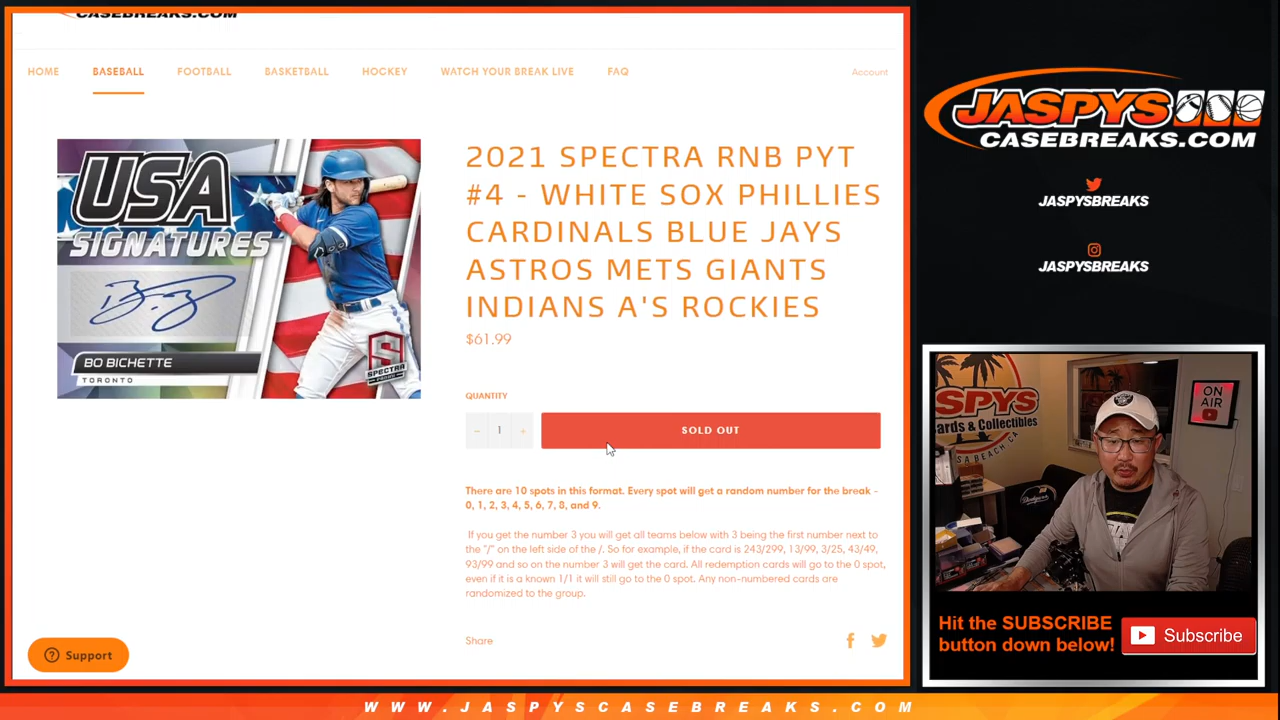 CASEBREAKS.COM
HOME BASEBALL FOOTBALL BASKETBALL HOCKEY WATCH YOUR BREAK LIVE FAQ Account
USA
SIGNATURES
BO BICHETTE
TORONTO
SPECTRA
2021 SPECTRA RNB PYT
#4 - WHITE SOX PHILLIES
CARDINALS BLUE JAYS
ASTROS METS GIANTS
INDIANS A'S ROCKIES
$61.99
QUANTITY
− 1 + SOLD OUT
There are 10 spots in this format. Every spot will get a random number for the break -
0, 1, 2, 3, 4, 5, 6, 7, 8, and 9.
If you get the number 3 you will get all teams below with 3 being the first number next to
the "/" on the left side of the /. So for example, if the card is 243/299, 13/99, 3/25, 43/49,
93/99 and so on the number 3 will get the card. All redemption cards will go to the 0 spot,
even if it is a known 1/1 it will still go to the 0 spot. Any non-numbered cards are
randomized to the group.
Share
Support
JASPYS
CASEBREAKS.COM
JASPYSBREAKS
JASPYSBREAKS
ON
AIR
Hit the SUBSCRIBE
button down below!
Subscribe
WWW.JASPYSCASEBREAKS.COM